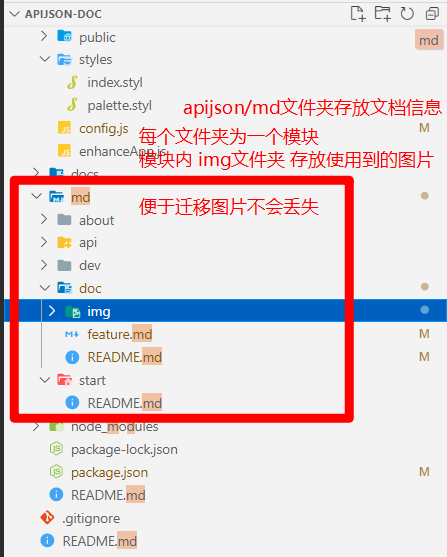 APIJSON-DOC
public
md
styles
index.styl
palette.styl
apijson/md文件夹存放文档信息
config.js
M
每个文件夹为一个模块
enhanceApp.js
模块内 img文件夹 存放使用到的图片
docs
md
便于迁移图片不会丢失
about
api
dev
doc
img
feature.md
M
README.md
M
start
README.md
node_modules
package-lock.json
package.json
M
README.md
.gitignore
README.md